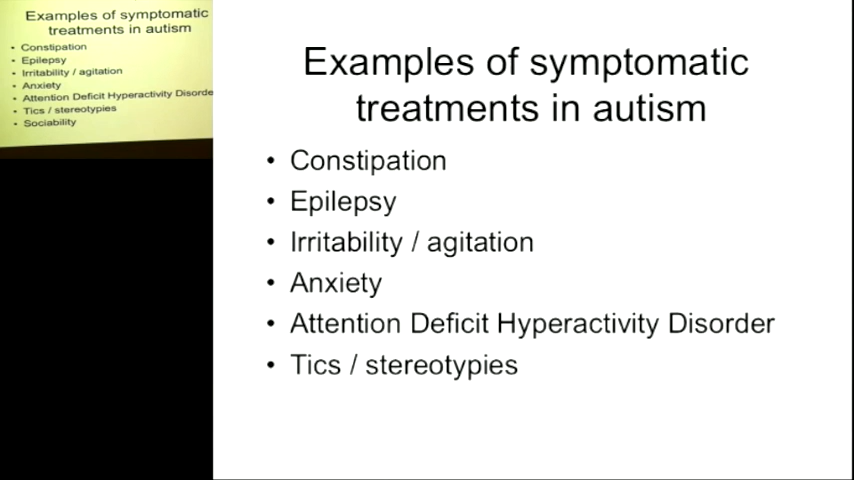 Examples of symptomatic
treatments in autism
• Constipation
• Epilepsy
• Irritability / agitation
• Anxiety
• Attention Deficit Hyperactivity Disorde
• Tics / stereotypies
• Sociability
Examples of symptomatic
treatments in autism
• Constipation
• Epilepsy
• Irritability / agitation
• Anxiety
• Attention Deficit Hyperactivity Disorder
• Tics / stereotypies